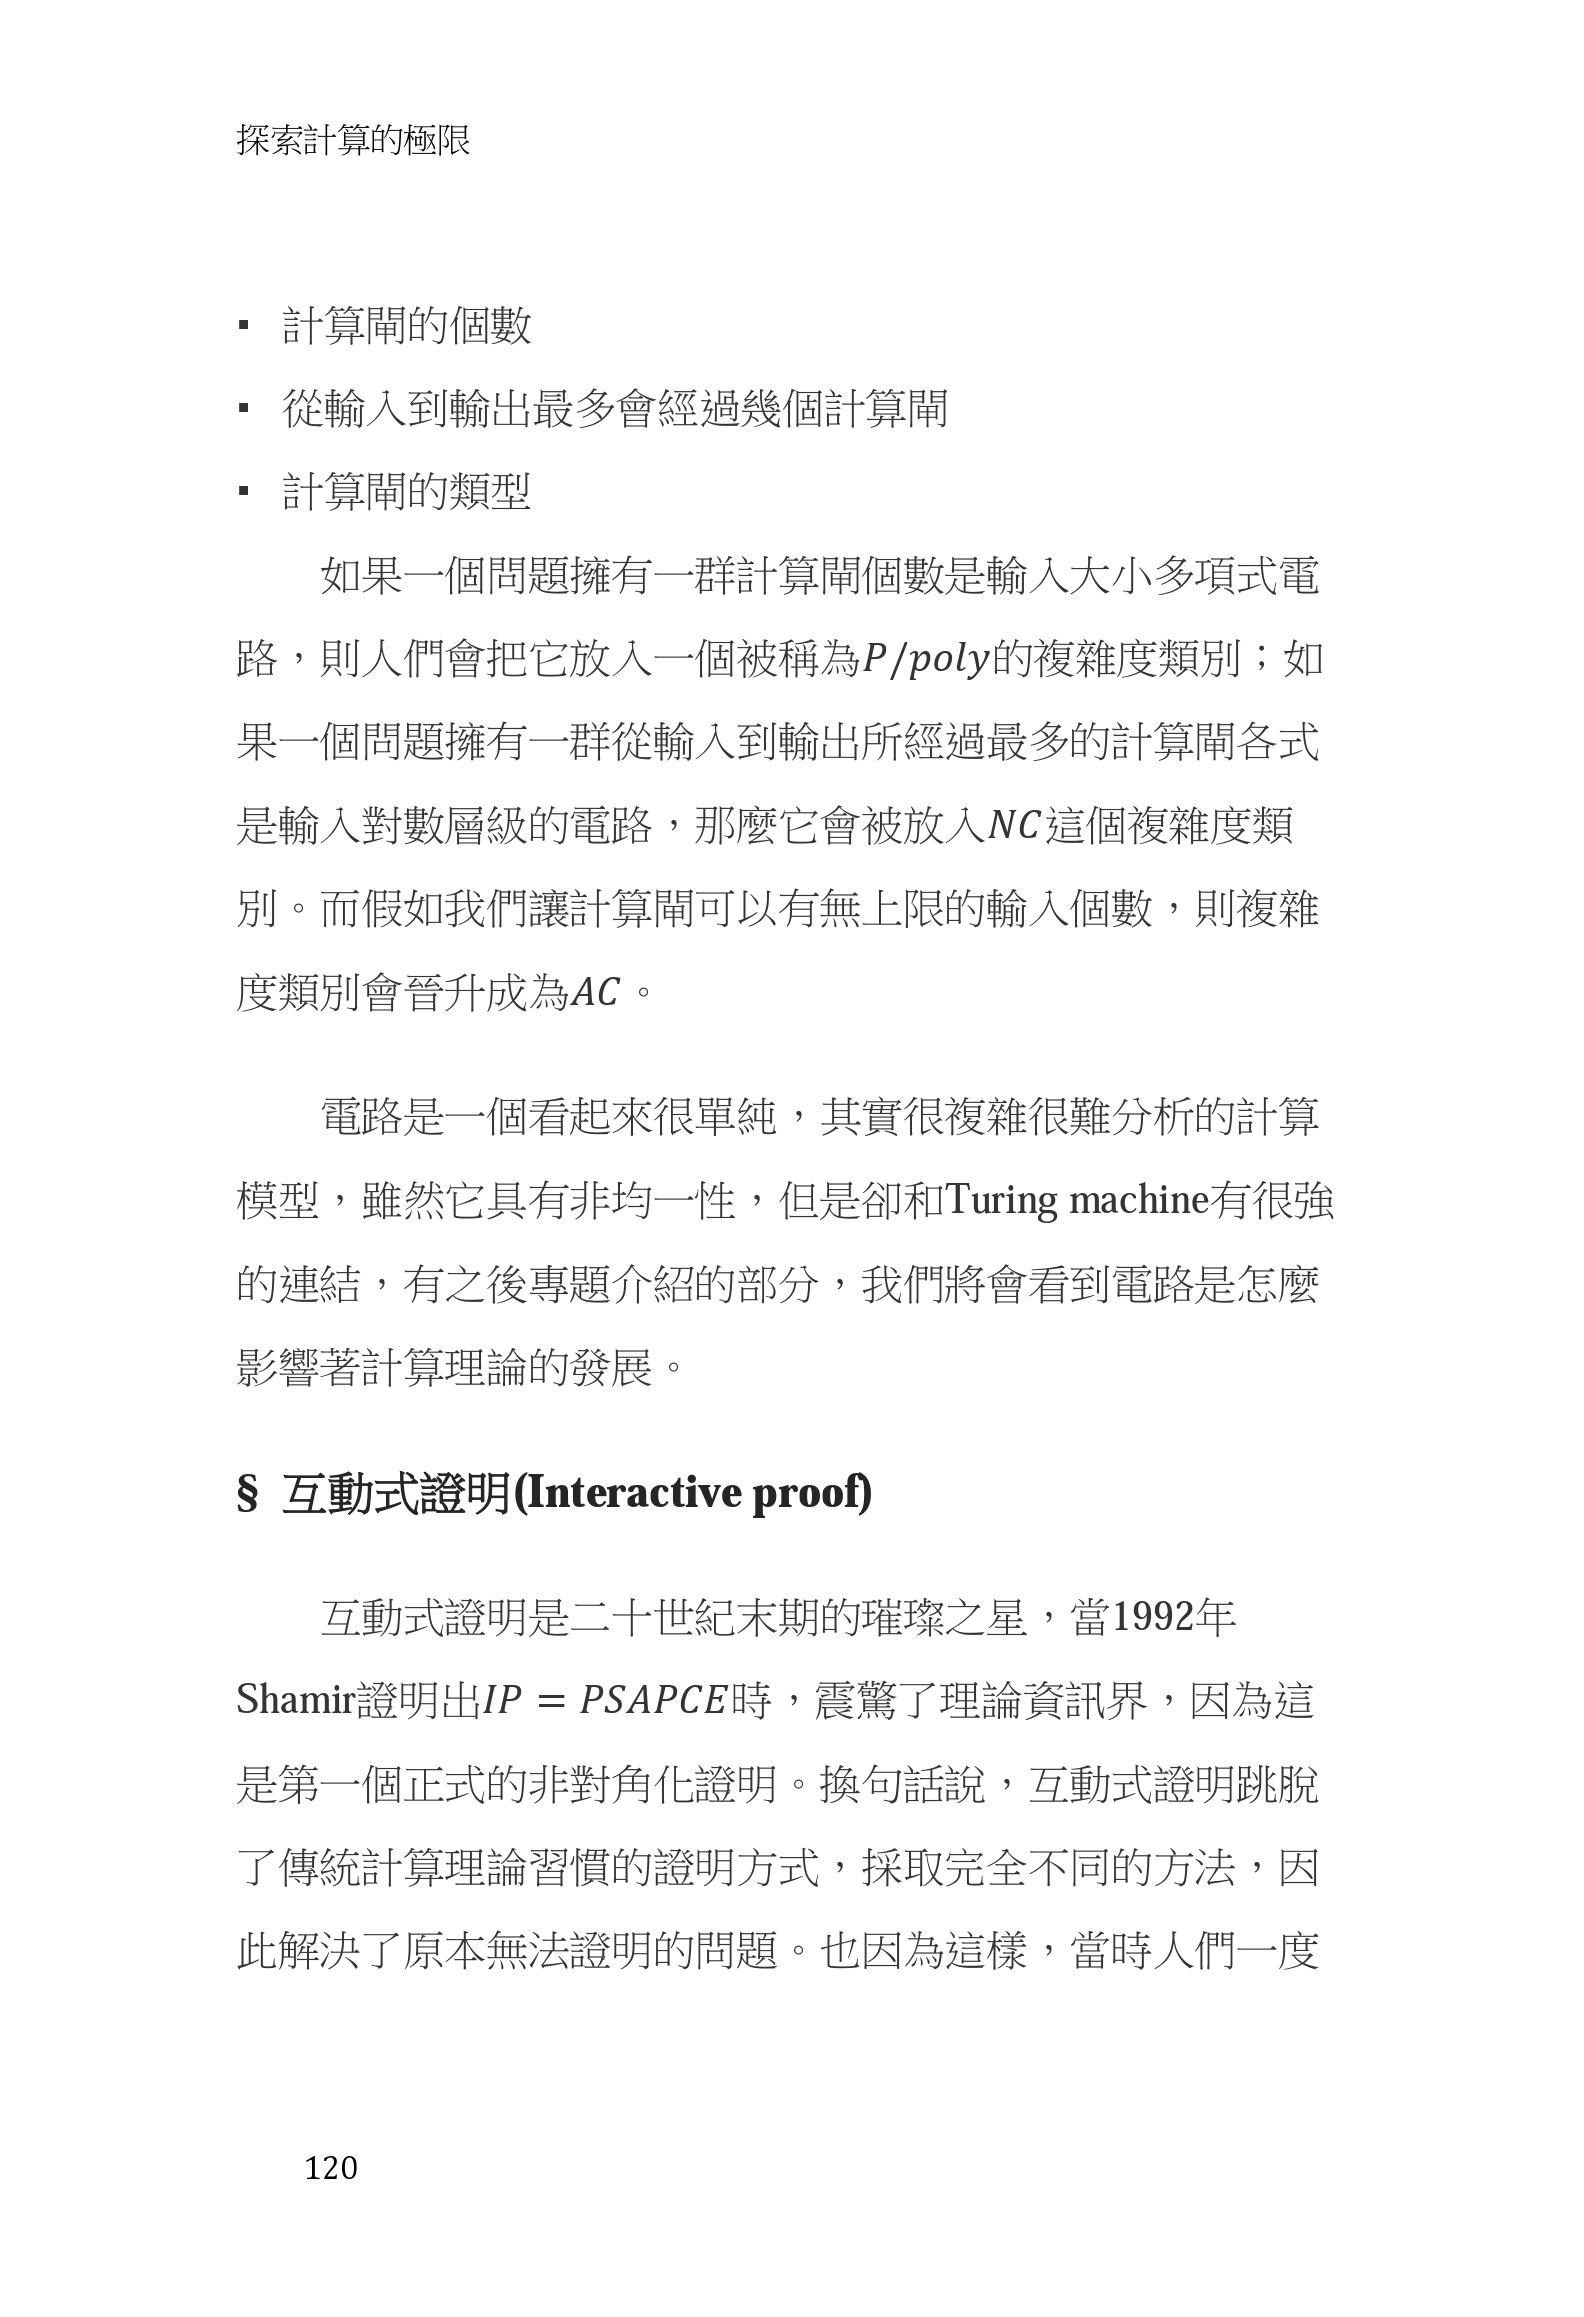 探索計算的極限
▪ 計算閘的個數
▪ 從輸入到輸出最多會經過幾個計算閘
▪ 計算閘的類型
如果一個問題擁有一群計算閘個數是輸入大小多項式電
路，則人們會把它放入一個被稱為P/poly的複雜度類別；如
果一個問題擁有一群從輸入到輸出所經過最多的計算閘各式
是輸入對數層級的電路，那麼它會被放入NC這個複雜度類
別。而假如我們讓計算閘可以有無上限的輸入個數，則複雜
度類別會晉升成為AC。
電路是一個看起來很單純，其實很複雜很難分析的計算
模型，雖然它具有非均一性，但是卻和Turing machine有很強
的連結，有之後專題介紹的部分，我們將會看到電路是怎麼
影響著計算理論的發展。
§ 互動式證明(Interactive proof)
互動式證明是二十世紀末期的璀璨之星，當1992年
Shamir證明出IP = PSAPCE時，震驚了理論資訊界，因為這
是第一個正式的非對角化證明。換句話說，互動式證明跳脫
了傳統計算理論習慣的證明方式，採取完全不同的方法，因
此解決了原本無法證明的問題。也因為這樣，當時人們一度
120